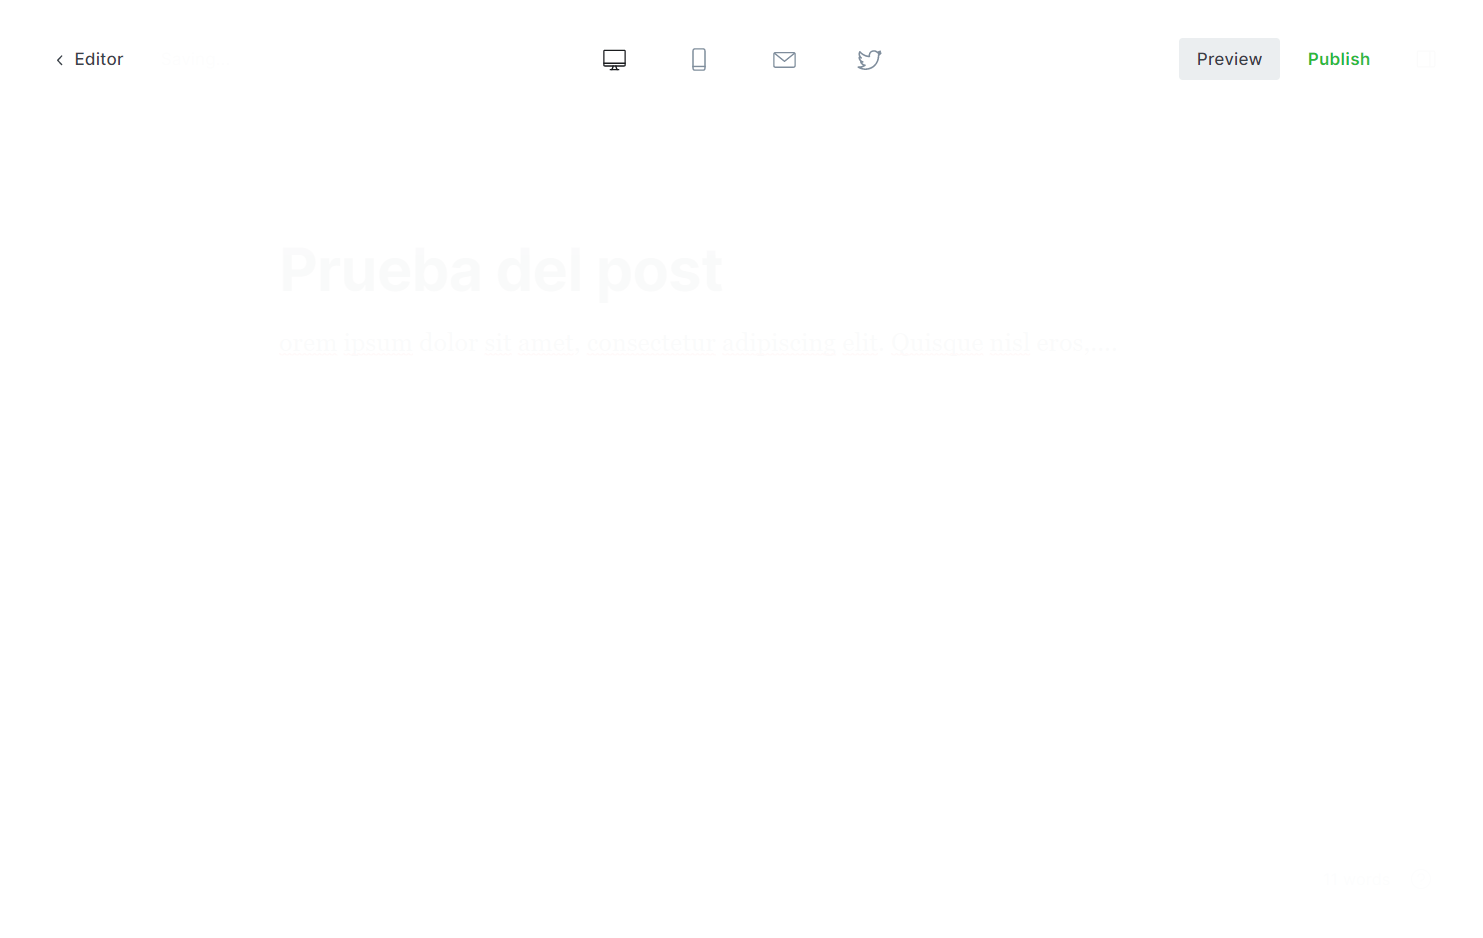 Editor
Preview
Publish
Prueba del post
orem ipsum dolor sit amet, consectetur adipiscing elit. Quisque nisl eros.....